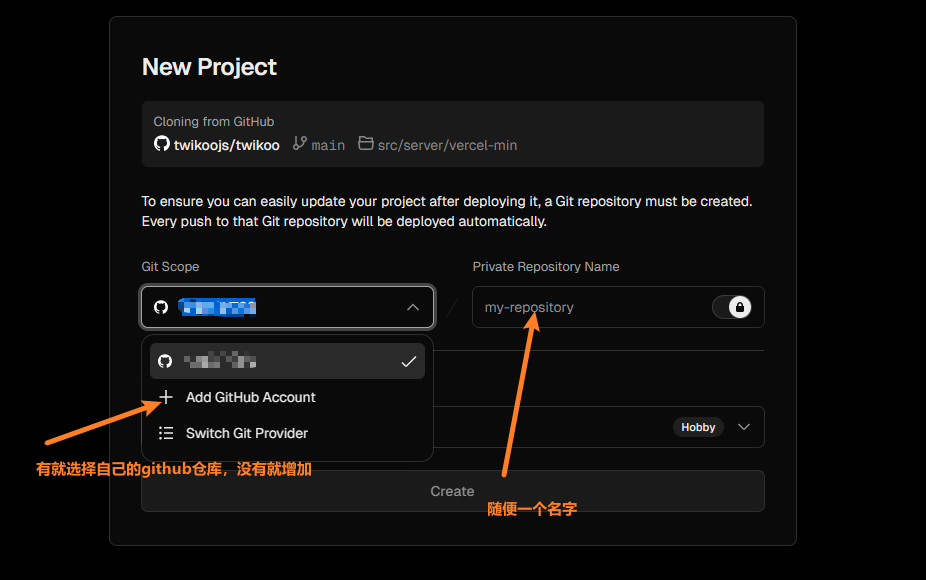 New Project
Cloning from GitHub
twikoojs/twikoo main src/server/vercel-min
To ensure you can easily update your project after deploying it, a Git repository must be created.
Every push to that Git repository will be deployed automatically.
Git Scope
Private Repository Name
my-repository
Add GitHub Account
Switch Git Provider
Hobby
有就选择自己的github仓库，没有就增加
Create
随便一个名字